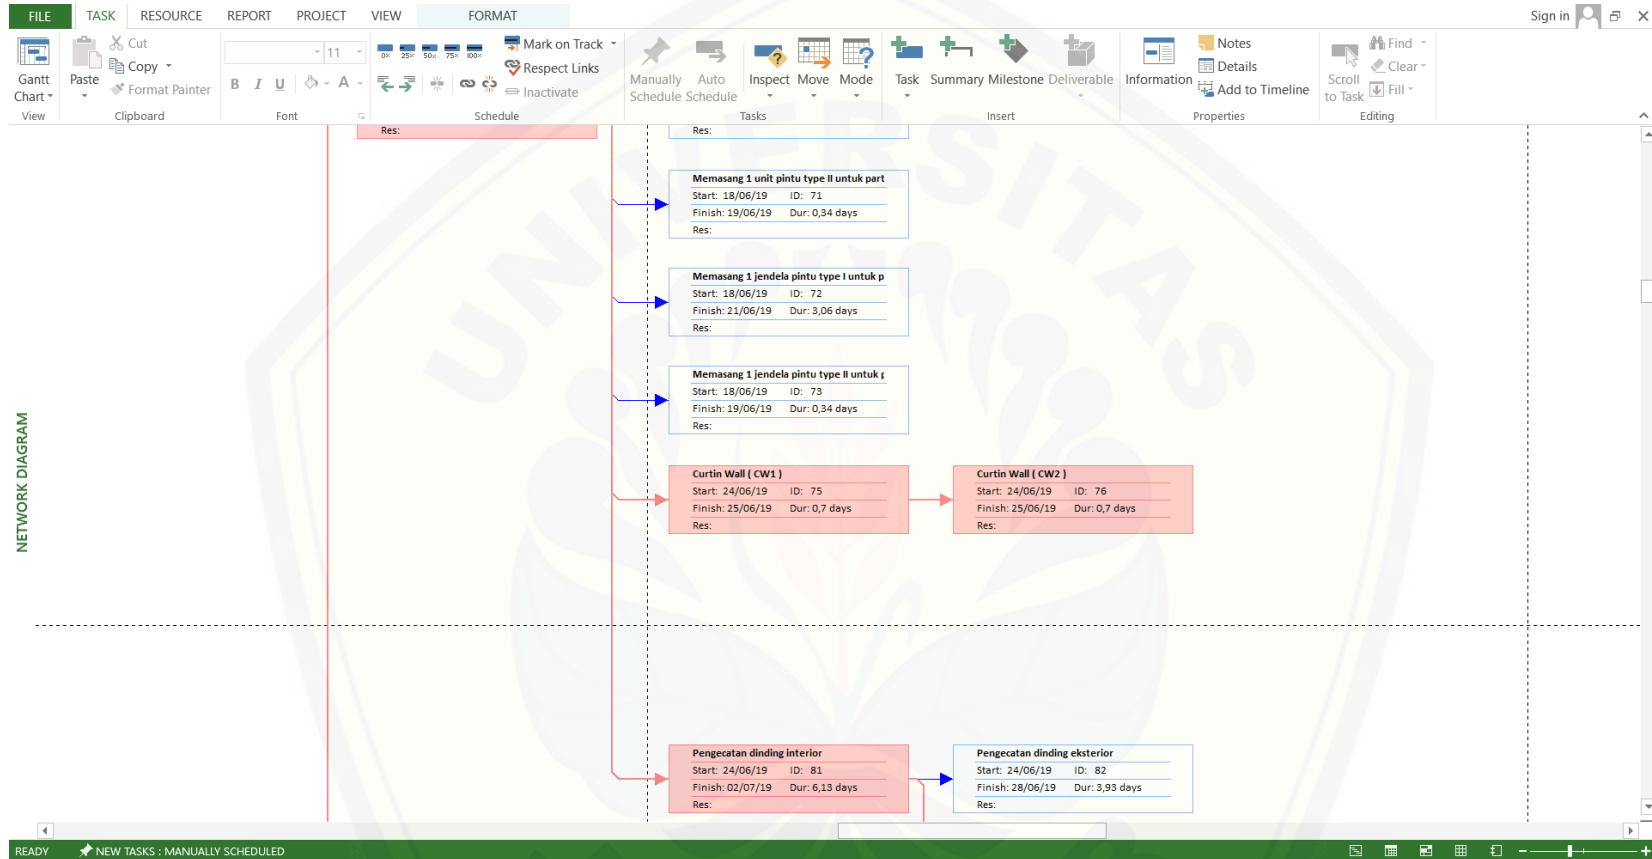 FILE TASK RESOURCE REPORT PROJECT VIEW FORMAT Sign in
Gantt Chart
View
Paste
Cut
Copy
Format Painter
Clipboard
11
B I U A
Font
0% 25% 50% 75% 100%
Mark on Track
Respect Links
Inactivate
Schedule
Manually Schedule
Auto Schedule
Inspect
Move
Mode
Tasks
Task
Summary
Milestone
Deliverable
Insert
Information
Notes
Details
Add to Timeline
Properties
Scroll to Task
Find
Clear
Fill
Editing
NETWORK DIAGRAM
UNIVERSITAS
Res:
Res:
Memasang 1 unit pintu type II untuk part
Start: 18/06/19 ID: 71
Finish: 19/06/19 Dur: 0,34 days
Res:
Memasang 1 jendela pintu type I untuk p
Start: 18/06/19 ID: 72
Finish: 21/06/19 Dur: 3,06 days
Res:
Memasang 1 jendela pintu type II untuk p
Start: 18/06/19 ID: 73
Finish: 19/06/19 Dur: 0,34 days
Res:
Curtin Wall ( CW1 )
Start: 24/06/19 ID: 75
Finish: 25/06/19 Dur: 0,7 days
Res:
Curtin Wall ( CW2 )
Start: 24/06/19 ID: 76
Finish: 25/06/19 Dur: 0,7 days
Res:
Pengecatan dinding interior
Start: 24/06/19 ID: 81
Finish: 02/07/19 Dur: 6,13 days
Res:
Pengecatan dinding eksterior
Start: 24/06/19 ID: 82
Finish: 28/06/19 Dur: 3,93 days
Res:
READY NEW TASKS : MANUALLY SCHEDULED